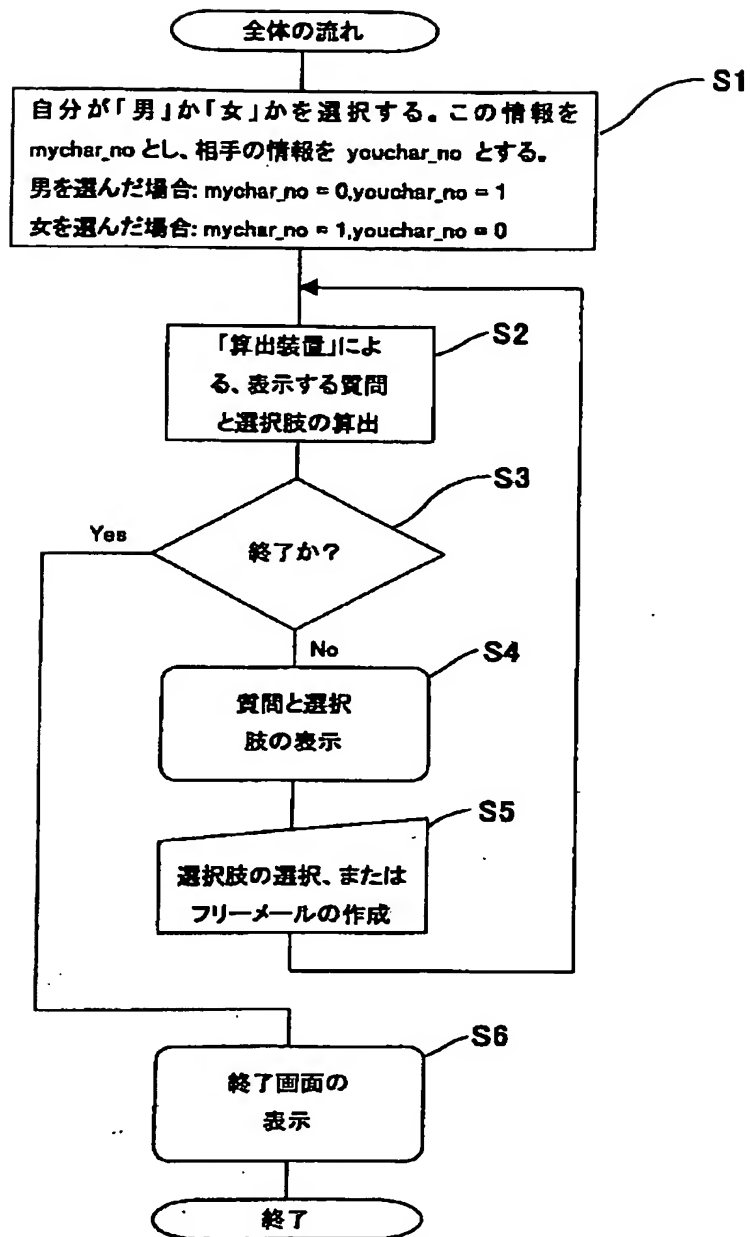 全体の流れ
S1
自分が「男」か「女」かを選択する。この情報を
mychar_no とし、相手の情報を youchar_no とする。
男を選んだ場合: mychar_no = 0,youchar_no = 1
女を選んだ場合: mychar_no = 1,youchar_no = 0
S2
「算出装置」によ
る、表示する質問
と選択肢の算出
S3
Yes
終了か?
No
S4
質問と選択
肢の表示
S5
選択肢の選択、または
フリーメールの作成
S6
終了画面の
表示
終了